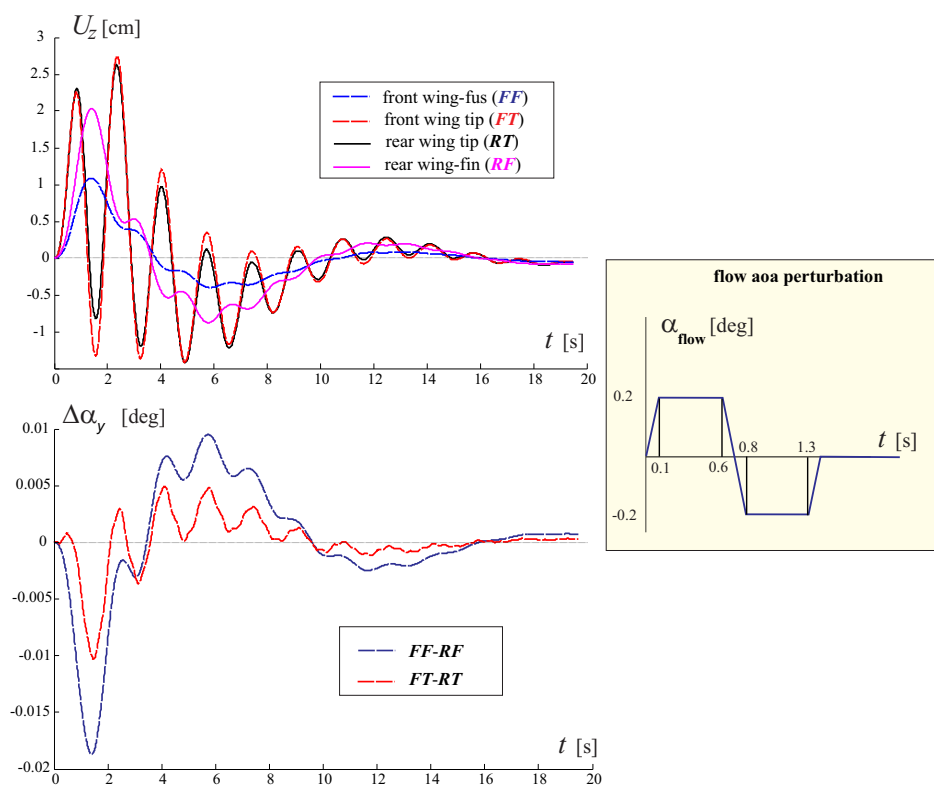 U_z [cm]
3
2.5
2
1.5
1
0.5
0
-0.5
-1
front wing-fus (FF)
front wing tip (FT)
rear wing tip (RT)
rear wing-fin (RF)
t [s]
0 2 4 6 8 10 12 14 16 18 20
Δα_y [deg]
0.01
0.005
0
-0.005
-0.01
-0.015
-0.02
FF-RF
FT-RT
t [s]
0 2 4 6 8 10 12 14 16 18 20
flow aoa perturbation
α_flow [deg]
0.2
-0.2
0.1
0.6
0.8
1.3
t [s]